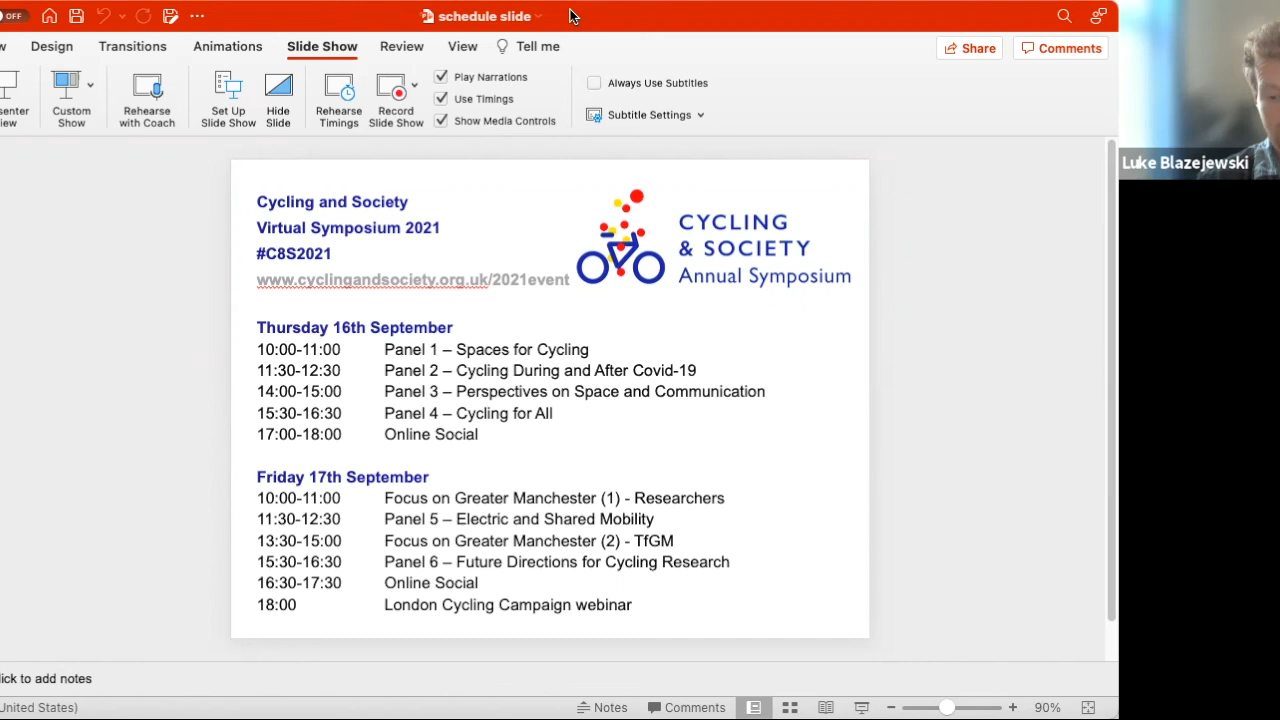 OFF
schedule slide
w
Design
Transitions
Animations
Slide Show
Review
View
Tell me
Share
Comments
senter
iew
Custom
Show
Rehearse
with Coach
Set Up
Slide Show
Hide
Slide
Rehearse
Timings
Record
Slide Show
Play Narrations
Use Timings
Show Media Controls
Always Use Subtitles
Subtitle Settings
Luke Blazejewski
Cycling and Society
Virtual Symposium 2021
#C8S2021
www.cyclingandsociety.org.uk/2021event
CYCLING
& SOCIETY
Annual Symposium
Thursday 16th September
10:00-11:00 Panel 1 – Spaces for Cycling
11:30-12:30 Panel 2 – Cycling During and After Covid-19
14:00-15:00 Panel 3 – Perspectives on Space and Communication
15:30-16:30 Panel 4 – Cycling for All
17:00-18:00 Online Social
Friday 17th September
10:00-11:00 Focus on Greater Manchester (1) - Researchers
11:30-12:30 Panel 5 – Electric and Shared Mobility
13:30-15:00 Focus on Greater Manchester (2) - TfGM
15:30-16:30 Panel 6 – Future Directions for Cycling Research
16:30-17:30 Online Social
18:00 London Cycling Campaign webinar
lick to add notes
United States)
Notes
Comments
90%